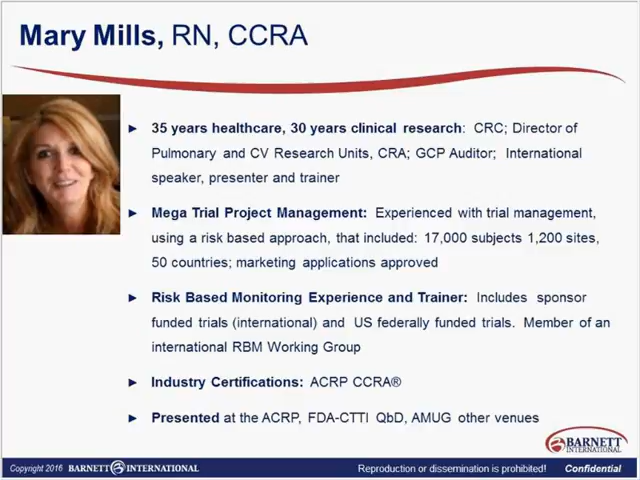 Mary Mills, RN, CCRA
► 35 years healthcare, 30 years clinical research: CRC; Director of
Pulmonary and CV Research Units, CRA; GCP Auditor; International
speaker, presenter and trainer
► Mega Trial Project Management: Experienced with trial management,
using a risk based approach, that included: 17,000 subjects 1,200 sites,
50 countries; marketing applications approved
► Risk Based Monitoring Experience and Trainer: Includes sponsor
funded trials (international) and US federally funded trials. Member of an
international RBM Working Group
► Industry Certifications: ACRP CCRA®
► Presented at the ACRP, FDA-CTTI QbD, AMUG other venues
BARNETT
INTERNATIONAL
Copyright 2016 BARNETT INTERNATIONAL Reproduction or dissemination is prohibited! Confidential